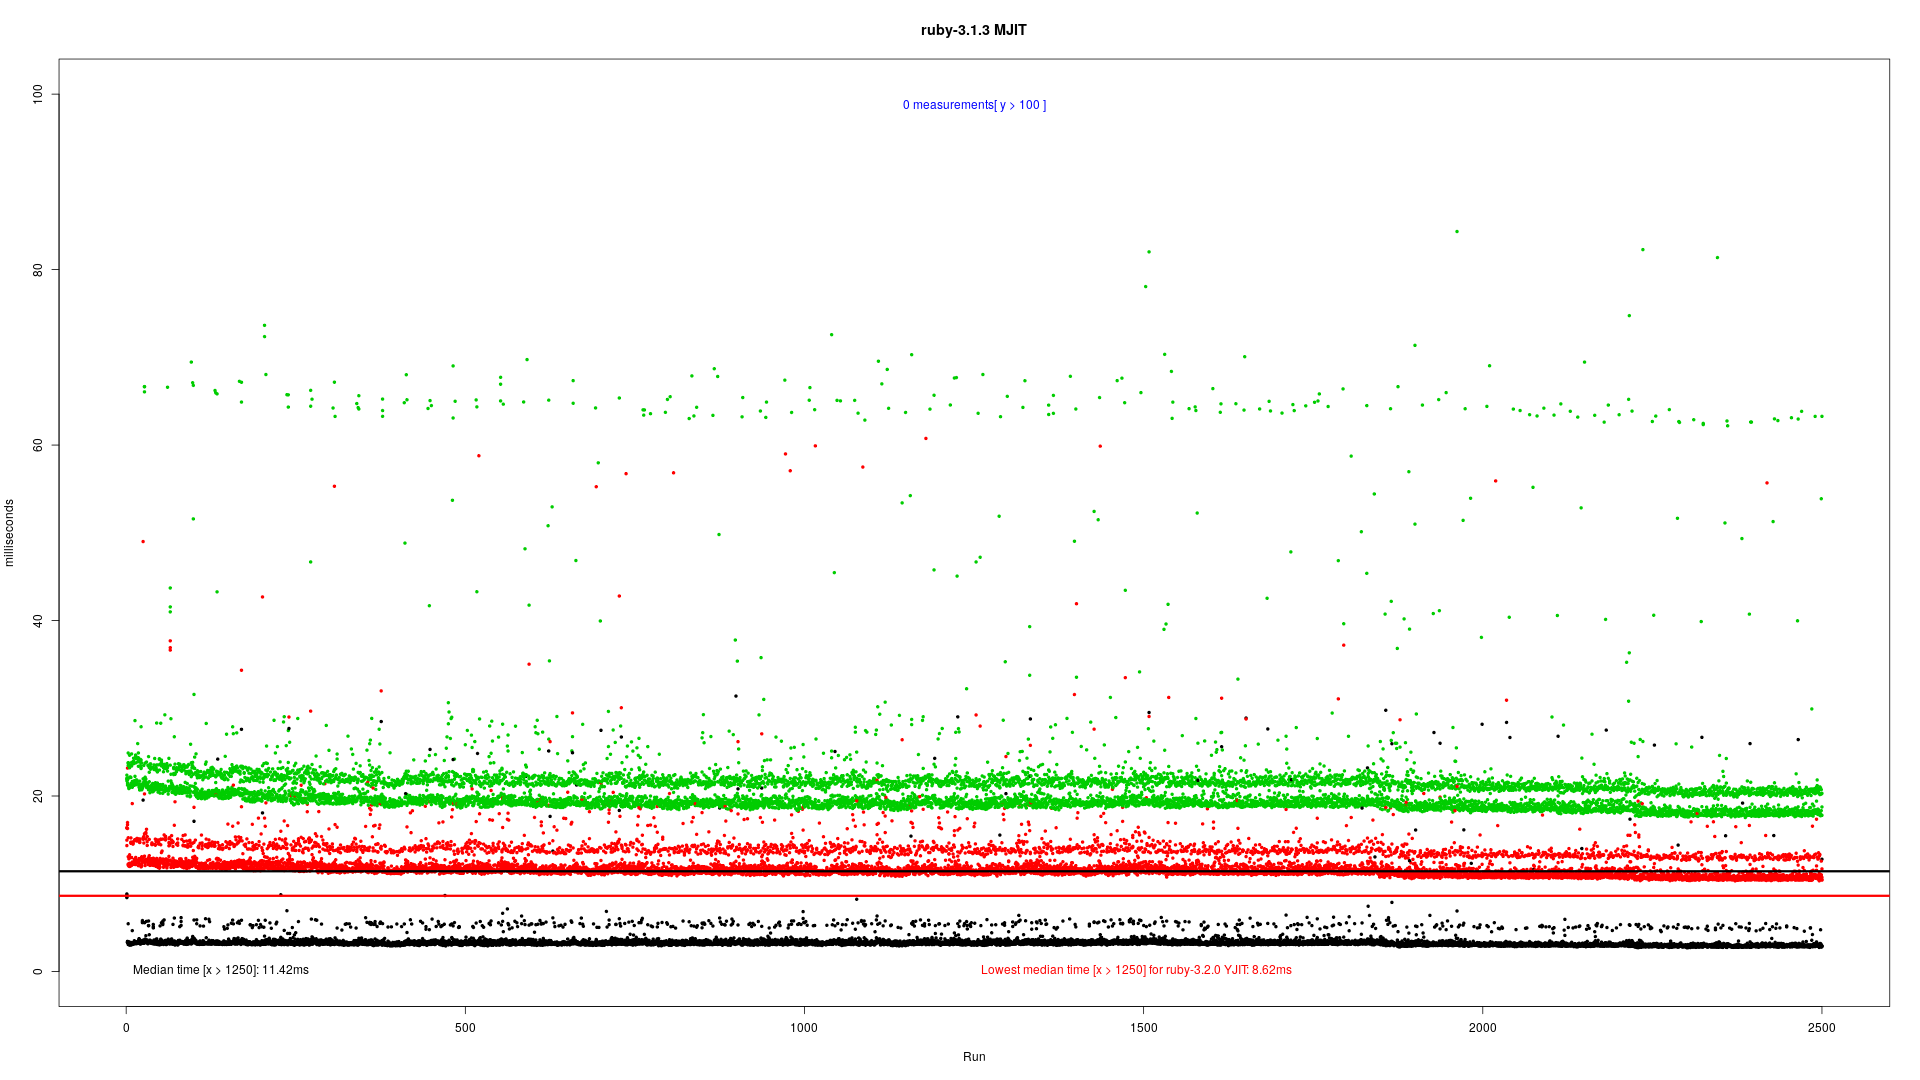 ruby-3.1.3 MJIT
0 measurements[ y > 100 ]
milliseconds
100
80
60
40
20
0
Median time [x > 1250]: 11.42ms
Lowest median time [x > 1250] for ruby-3.2.0 YJIT: 8.62ms
0
500
1000
1500
2000
2500
Run